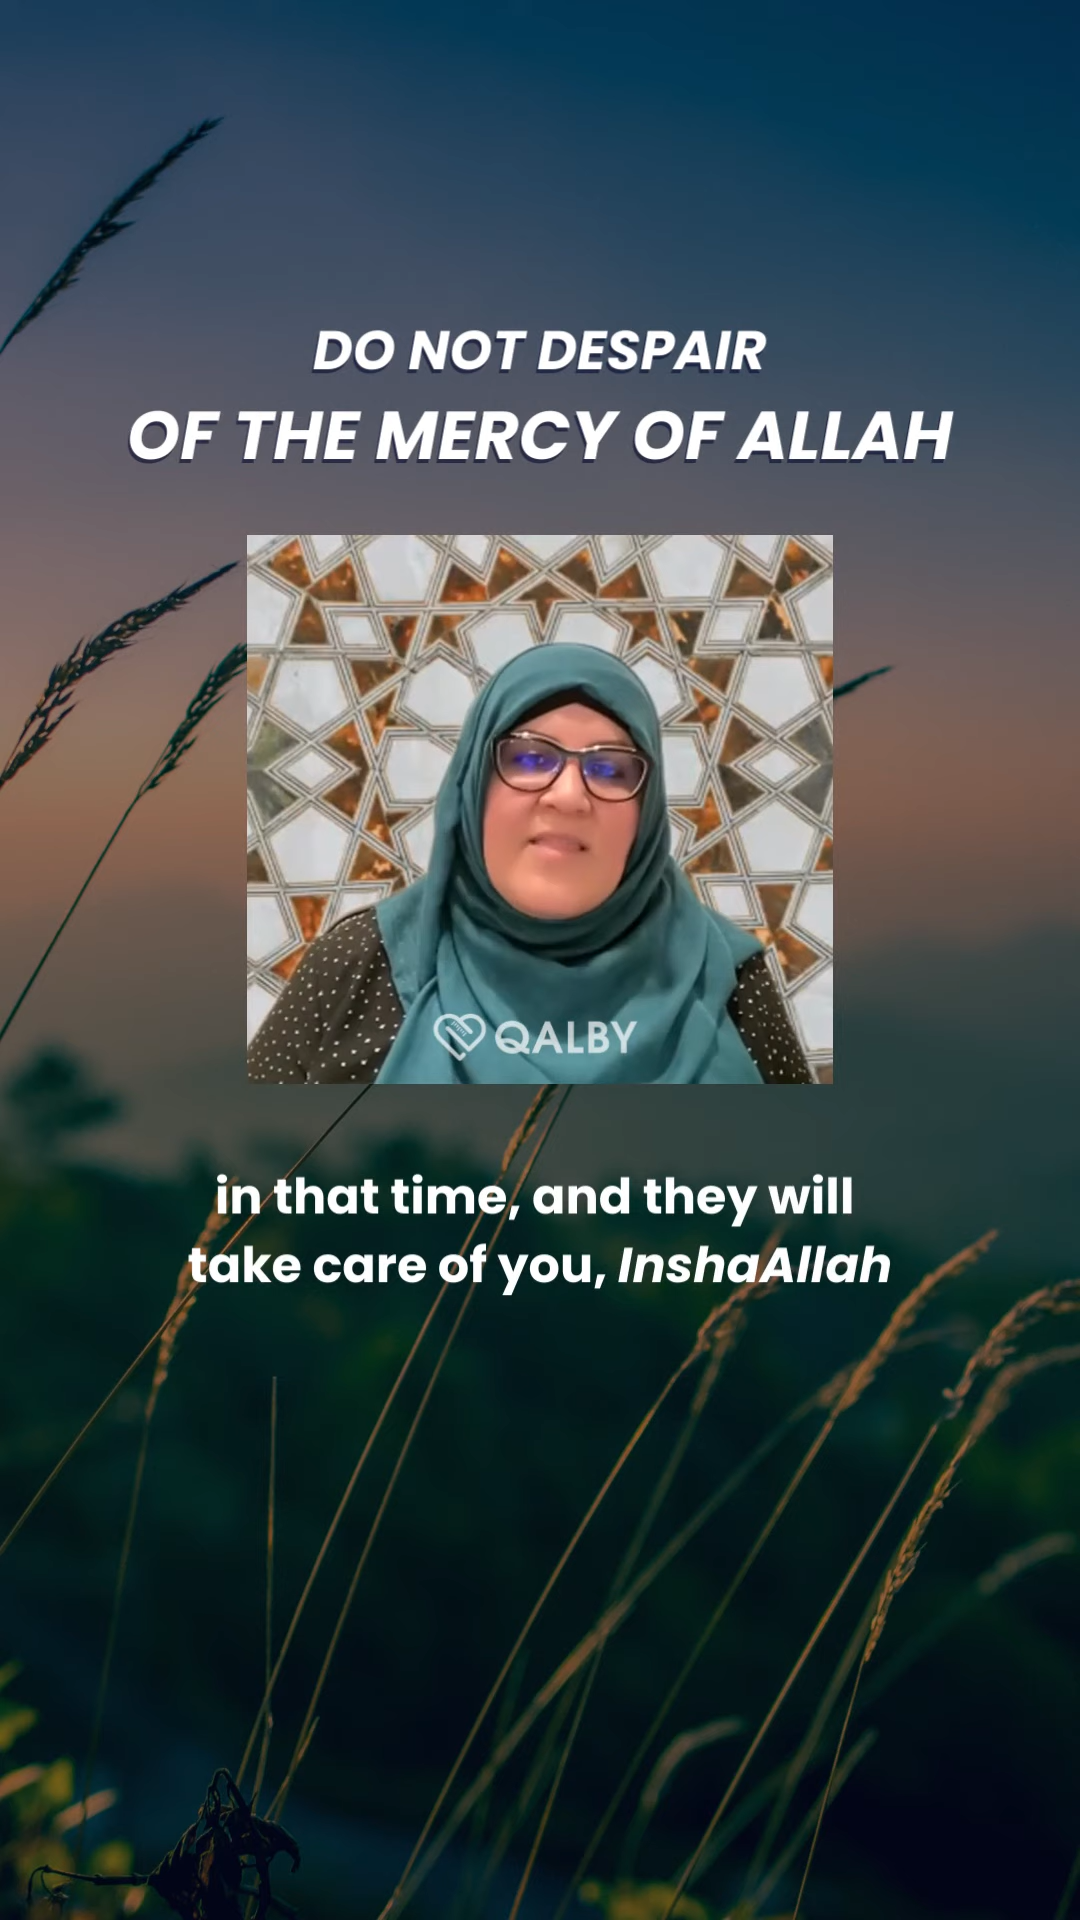 DO NOT DESPAIR
OF THE MERCY OF ALLAH
QALBY
in that time, and they will
take care of you, InshaAllah